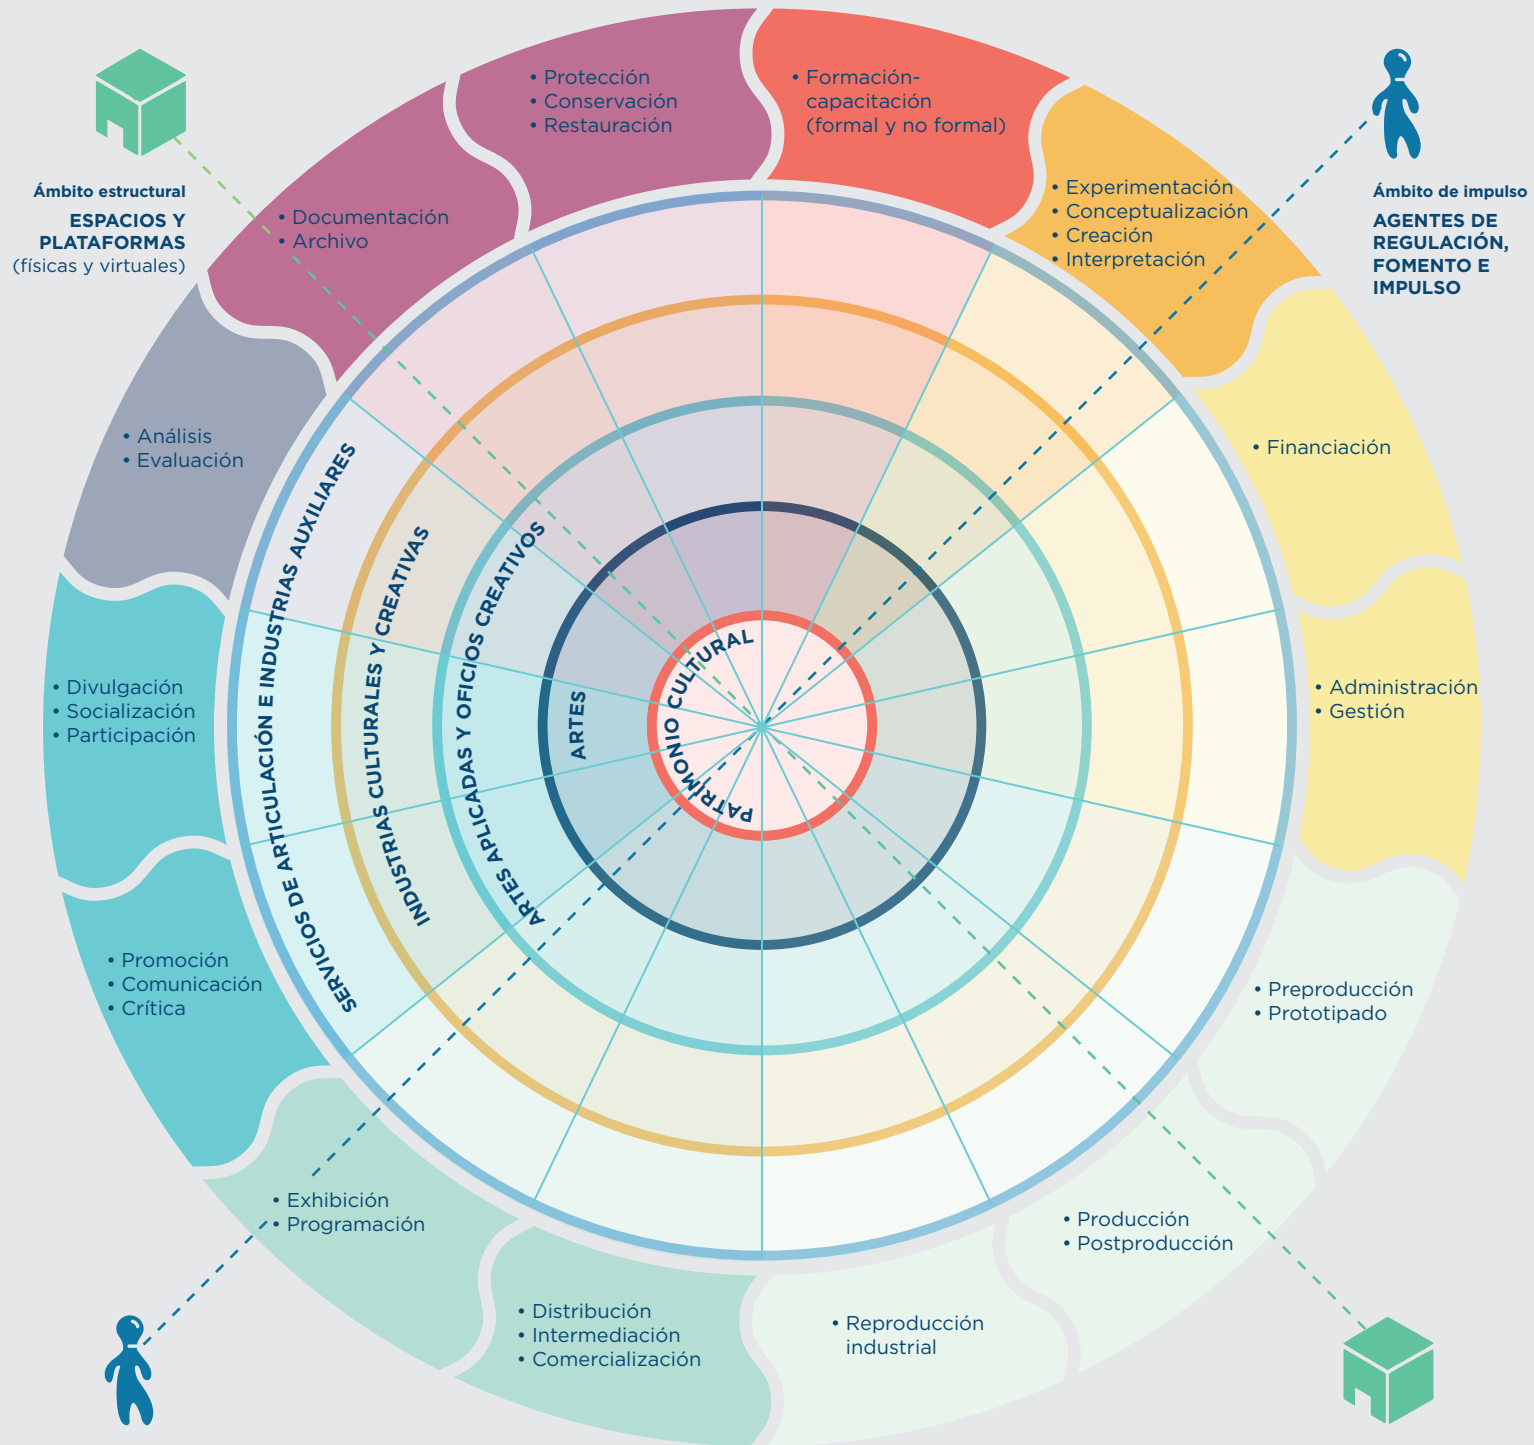 • Protección
• Conservación
• Restauración
• Formación-
capacitación
(formal y no formal)
Ámbito estructural
ESPACIOS Y
PLATAFORMAS
(físicas y virtuales)
• Documentación
• Archivo
• Experimentación
• Conceptualización
• Creación
• Interpretación
Ámbito de impulso
AGENTES DE
REGULACIÓN,
FOMENTO E
IMPULSO
• Análisis
• Evaluación
• Financiación
SERVICIOS DE ARTICULACIÓN E INDUSTRIAS AUXILIARES
INDUSTRIAS CULTURALES Y CREATIVAS
ARTES APLICADAS Y OFICIOS CREATIVOS
ARTES
PATRIMONIO CULTURAL
• Divulgación
• Socialización
• Participación
• Administración
• Gestión
• Promoción
• Comunicación
• Crítica
• Preproducción
• Prototipado
• Exhibición
• Programación
• Producción
• Postproducción
• Distribución
• Intermediación
• Comercialización
• Reproducción
industrial